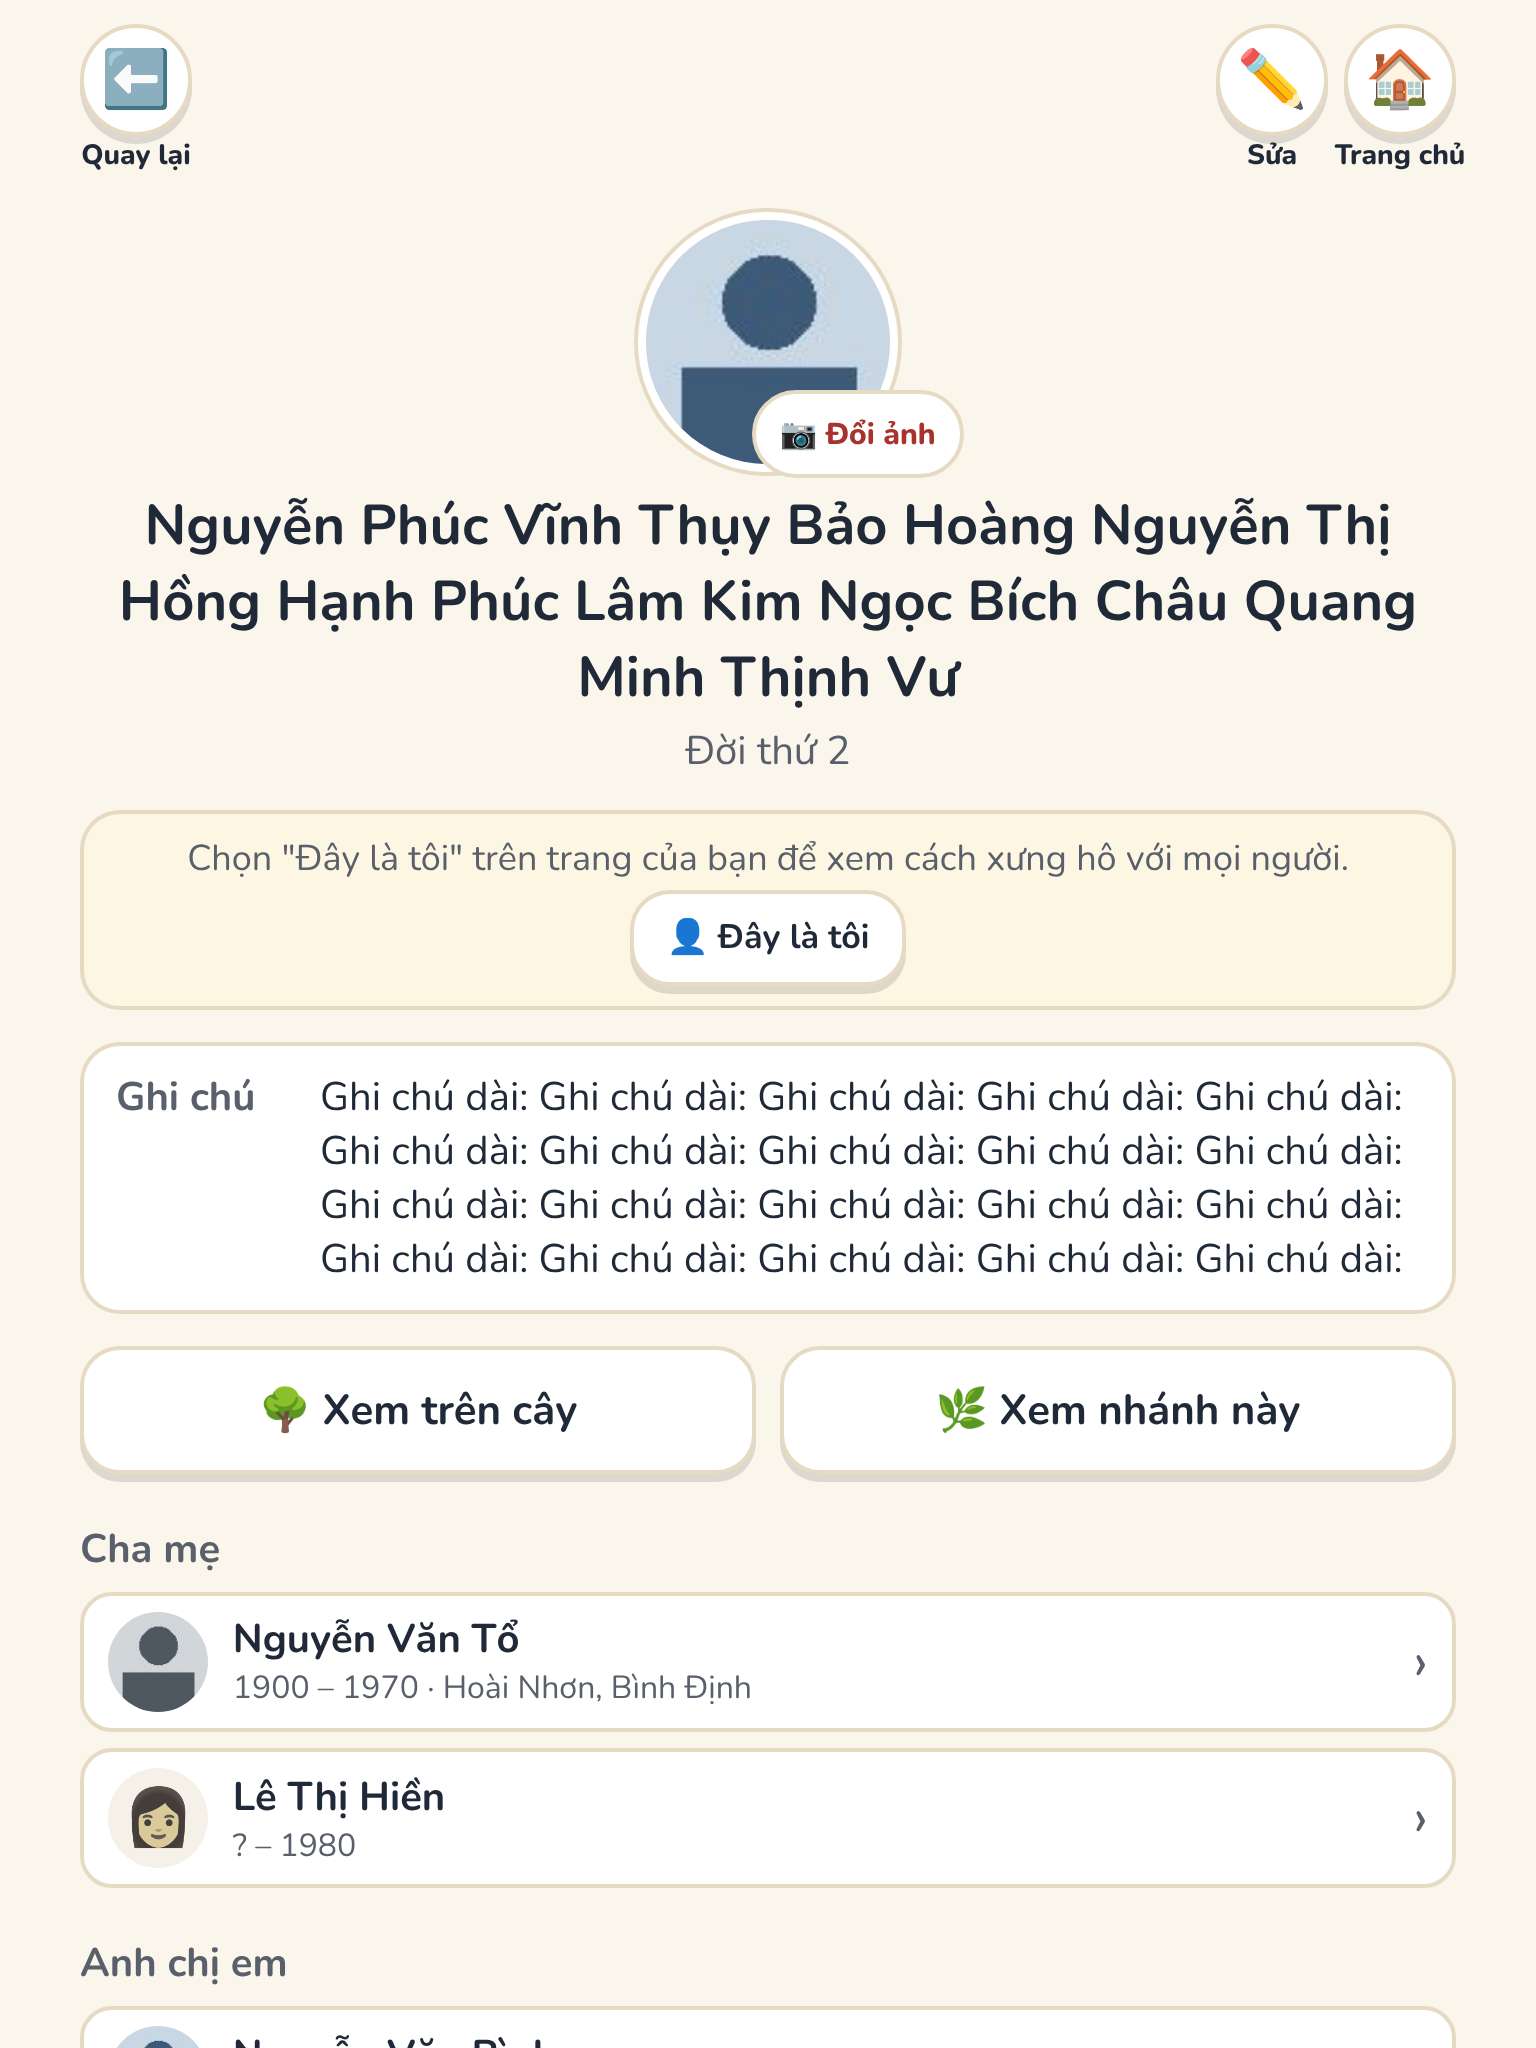 Quay lại
Sửa
Trang chủ
Đổi ảnh
Nguyễn Phúc Vĩnh Thụy Bảo Hoàng Nguyễn Thị
Hồng Hạnh Phúc Lâm Kim Ngọc Bích Châu Quang
Minh Thịnh Vư
Đời thứ 2
Chọn "Đây là tôi" trên trang của bạn để xem cách xưng hô với mọi người.
Đây là tôi
Ghi chú
Ghi chú dài: Ghi chú dài: Ghi chú dài: Ghi chú dài: Ghi chú dài:
Ghi chú dài: Ghi chú dài: Ghi chú dài: Ghi chú dài: Ghi chú dài:
Ghi chú dài: Ghi chú dài: Ghi chú dài: Ghi chú dài: Ghi chú dài:
Ghi chú dài: Ghi chú dài: Ghi chú dài: Ghi chú dài: Ghi chú dài:
Xem trên cây
Xem nhánh này
Cha mẹ
Nguyễn Văn Tổ
1900 – 1970 · Hoài Nhơn, Bình Định
Lê Thị Hiền
? – 1980
Anh chị em